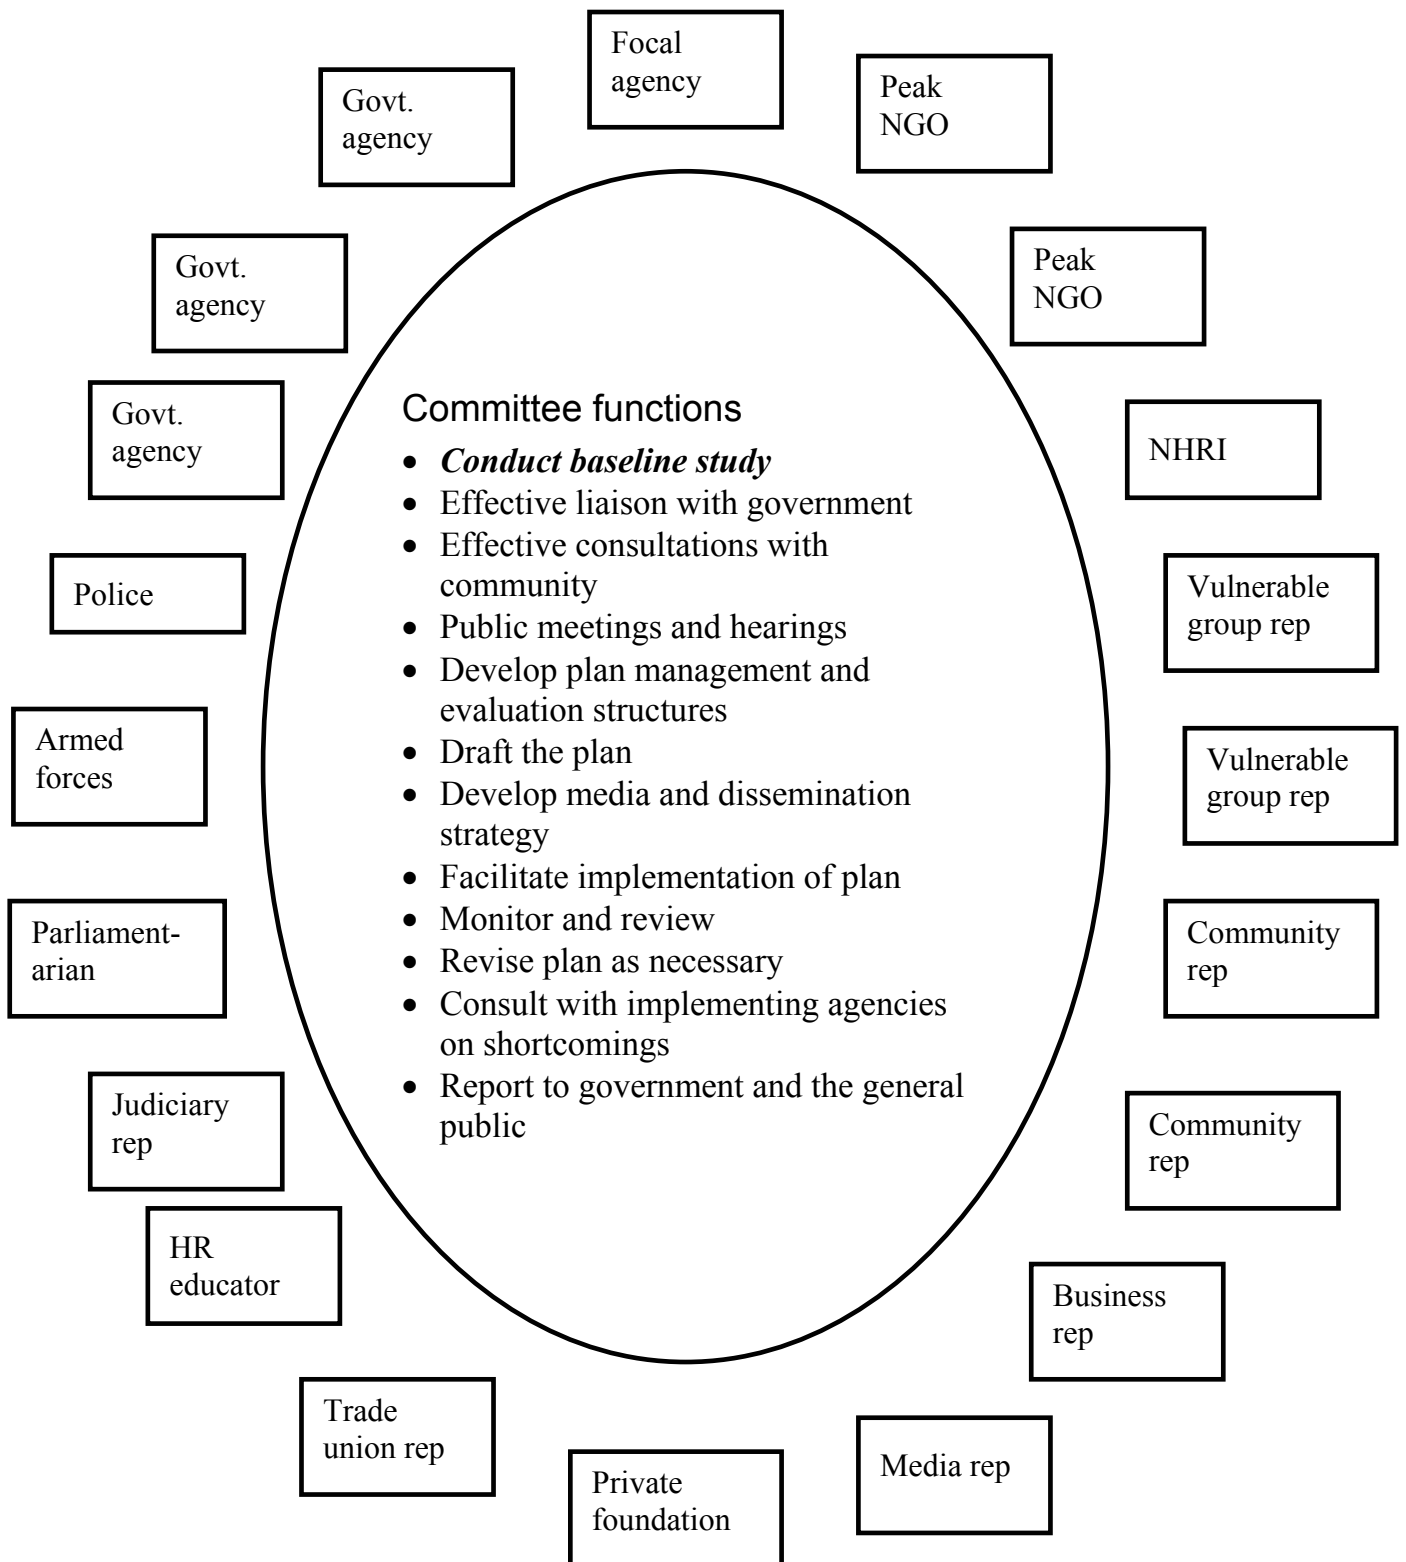 Focal
agency
Peak
NGO
Govt.
agency
Peak
NGO
Govt.
agency
Govt.
agency
NHRI
Committee functions
• Conduct baseline study
• Effective liaison with government
• Effective consultations with
community
• Public meetings and hearings
• Develop plan management and
evaluation structures
• Draft the plan
• Develop media and dissemination
strategy
• Facilitate implementation of plan
• Monitor and review
• Revise plan as necessary
• Consult with implementing agencies
on shortcomings
• Report to government and the general
public
Police
Vulnerable
group rep
Armed
forces
Vulnerable
group rep
Parliament-
arian
Community
rep
Judiciary
rep
Community
rep
HR
educator
Business
rep
Trade
union rep
Media rep
Private
foundation